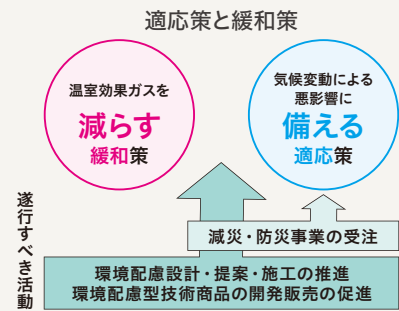 適応策と緩和策
温室効果ガスを
減らす
緩和策
気候変動による
悪影響に
備える
適応策
遂行すべき活動
減災・防災事業の受注
環境配慮設計・提案・施工の推進
環境配慮型技術商品の開発販売の促進